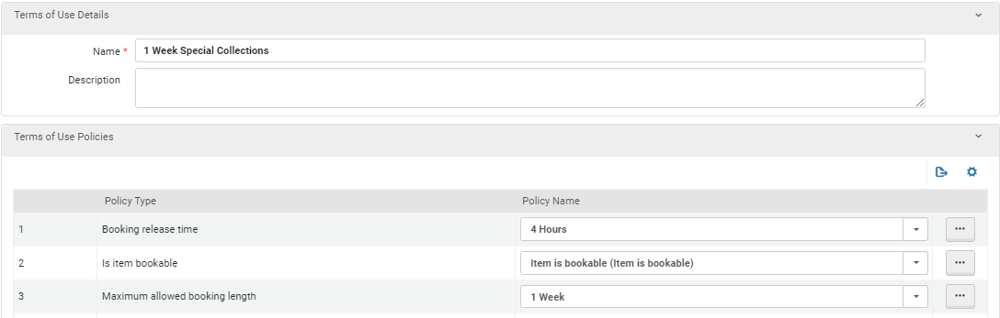 Terms of Use Details
Name *
1 Week Special Collections
Description
Terms of Use Policies
Policy Type Policy Name
1 Booking release time 4 Hours
2 Is item bookable Item is bookable (Item is bookable)
3 Maximum allowed booking length 1 Week